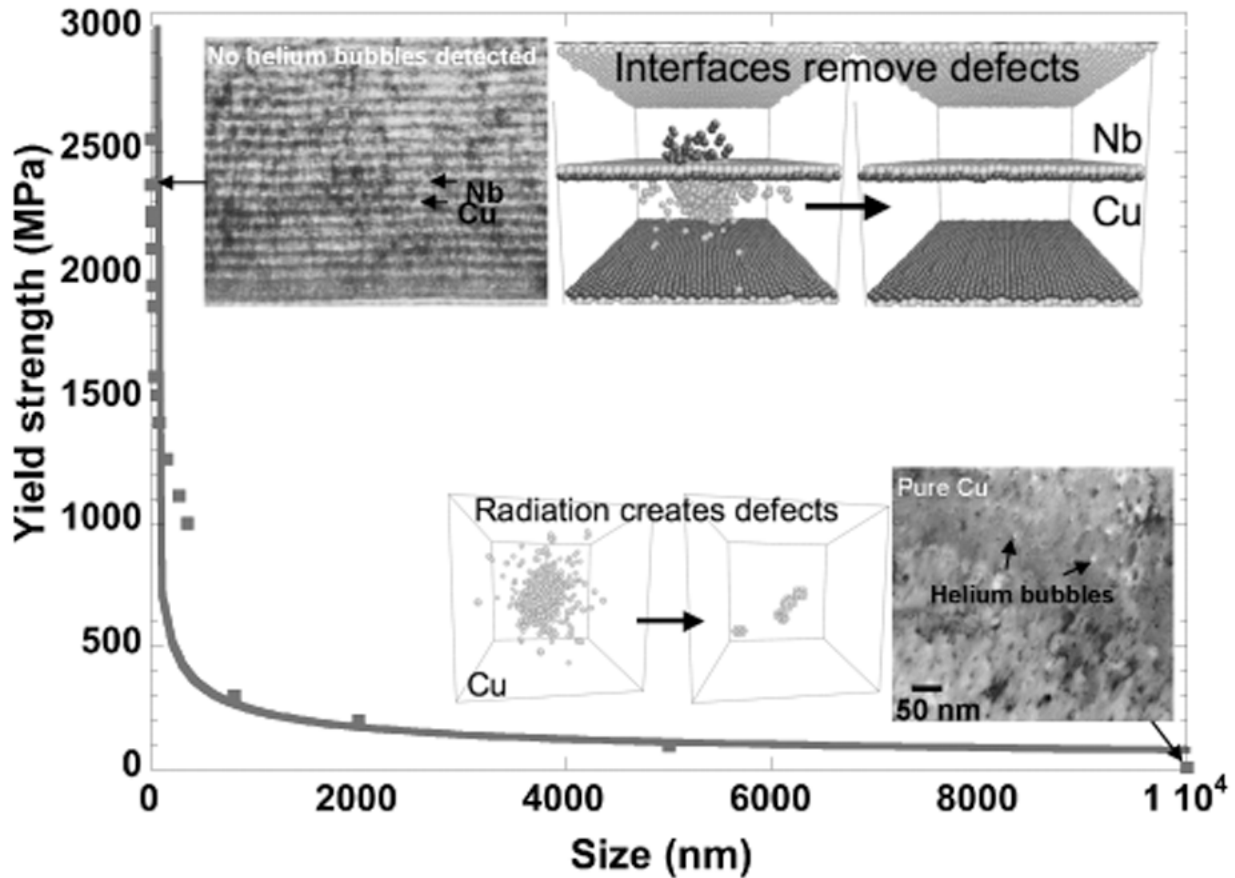 3000
2500
2000
1500
1000
500
0
Yield strength (MPa)
No helium bubbles detected
Nb
Cu
Interfaces remove defects
Nb
Cu
Radiation creates defects
Cu
Pure Cu
Helium bubbles
50 nm
0 2000 4000 6000 8000 1 10⁴
Size (nm)